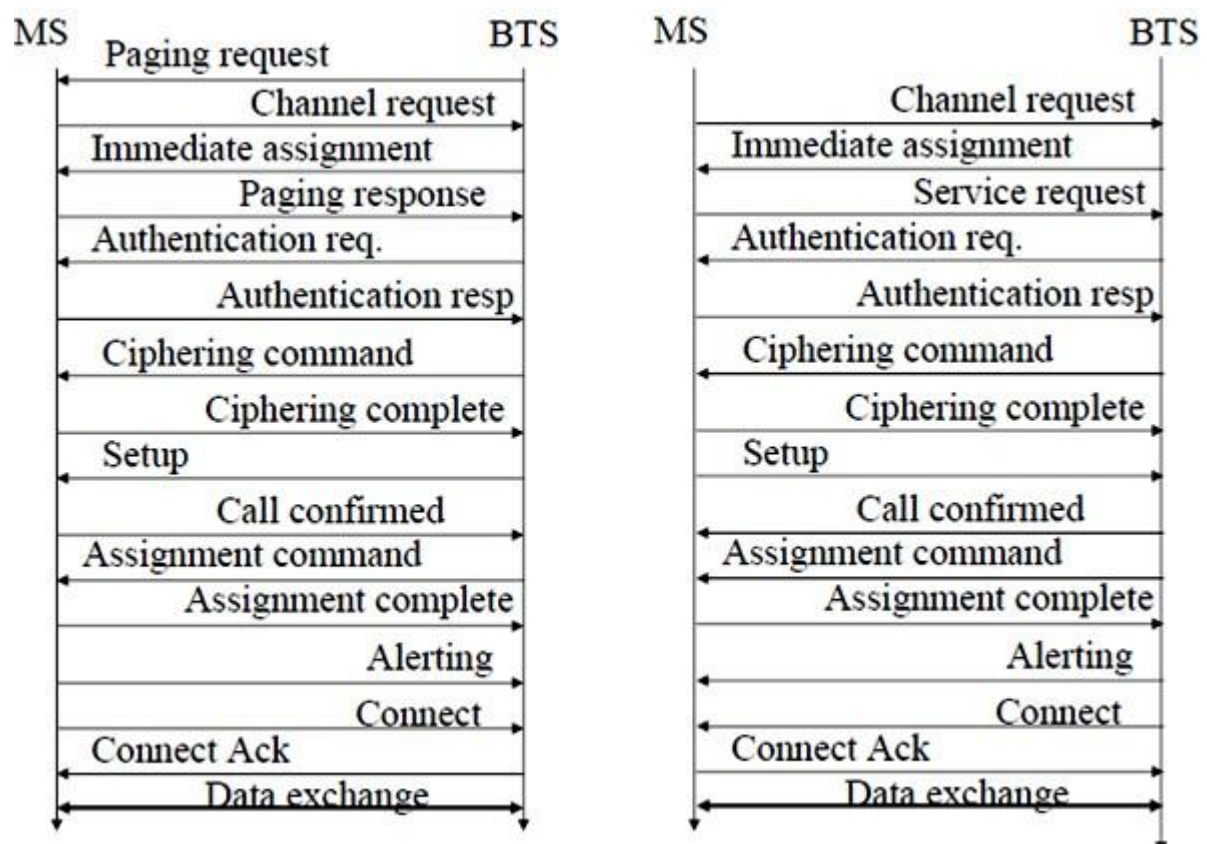 MS
BTS
Paging request
Channel request
Immediate assignment
Paging response
Authentication req.
Authentication resp
Ciphering command
Ciphering complete
Setup
Call confirmed
Assignment command
Assignment complete
Alerting
Connect
Connect Ack
Data exchange
MS
BTS
Channel request
Immediate assignment
Service request
Authentication req.
Authentication resp
Ciphering command
Ciphering complete
Setup
Call confirmed
Assignment command
Assignment complete
Alerting
Connect
Connect Ack
Data exchange